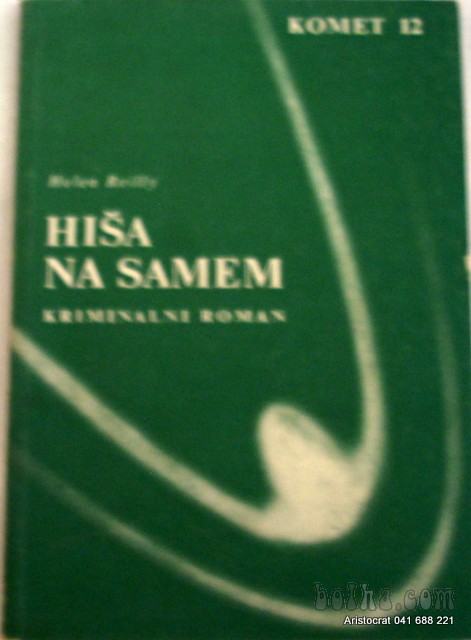 KOMET 12
Helen Reilly
HIŠA
NA SAMEM
KRIMINALNI ROMAN
bolha.com
Aristocrat 041 688 221